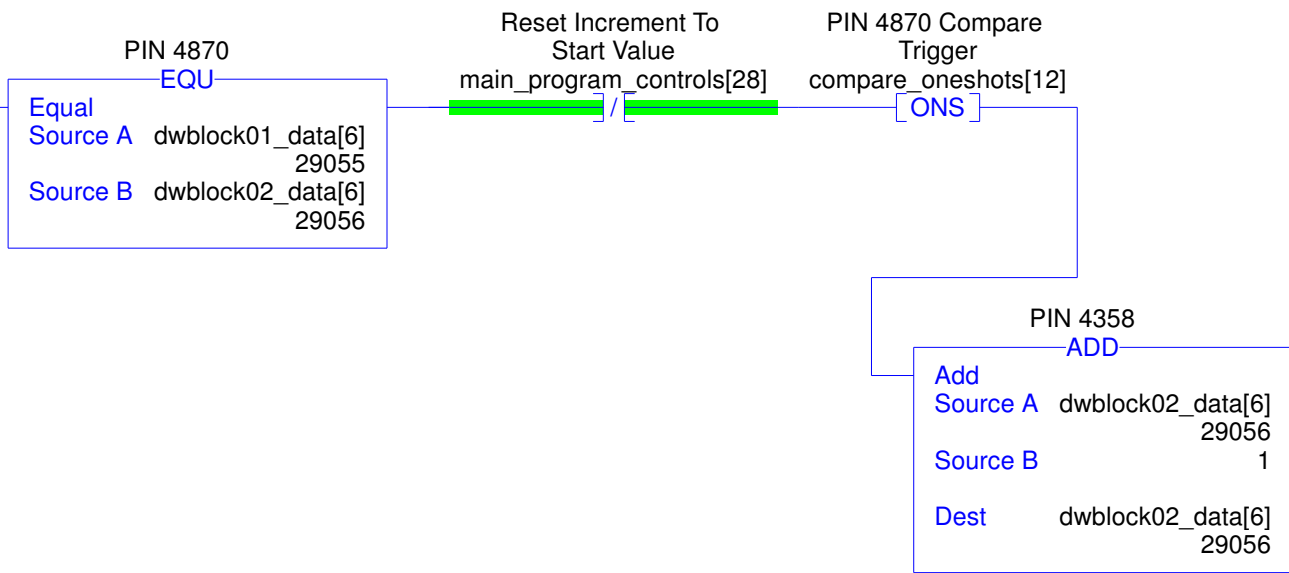 PIN 4870
EQU
Equal
Source A dwblock01_data[6]
29055
Source B dwblock02_data[6]
29056
Reset Increment To
Start Value
main_program_controls[28]
/
PIN 4870 Compare
Trigger
compare_oneshots[12]
ONS
PIN 4358
ADD
Add
Source A dwblock02_data[6]
29056
Source B 1
Dest dwblock02_data[6]
29056